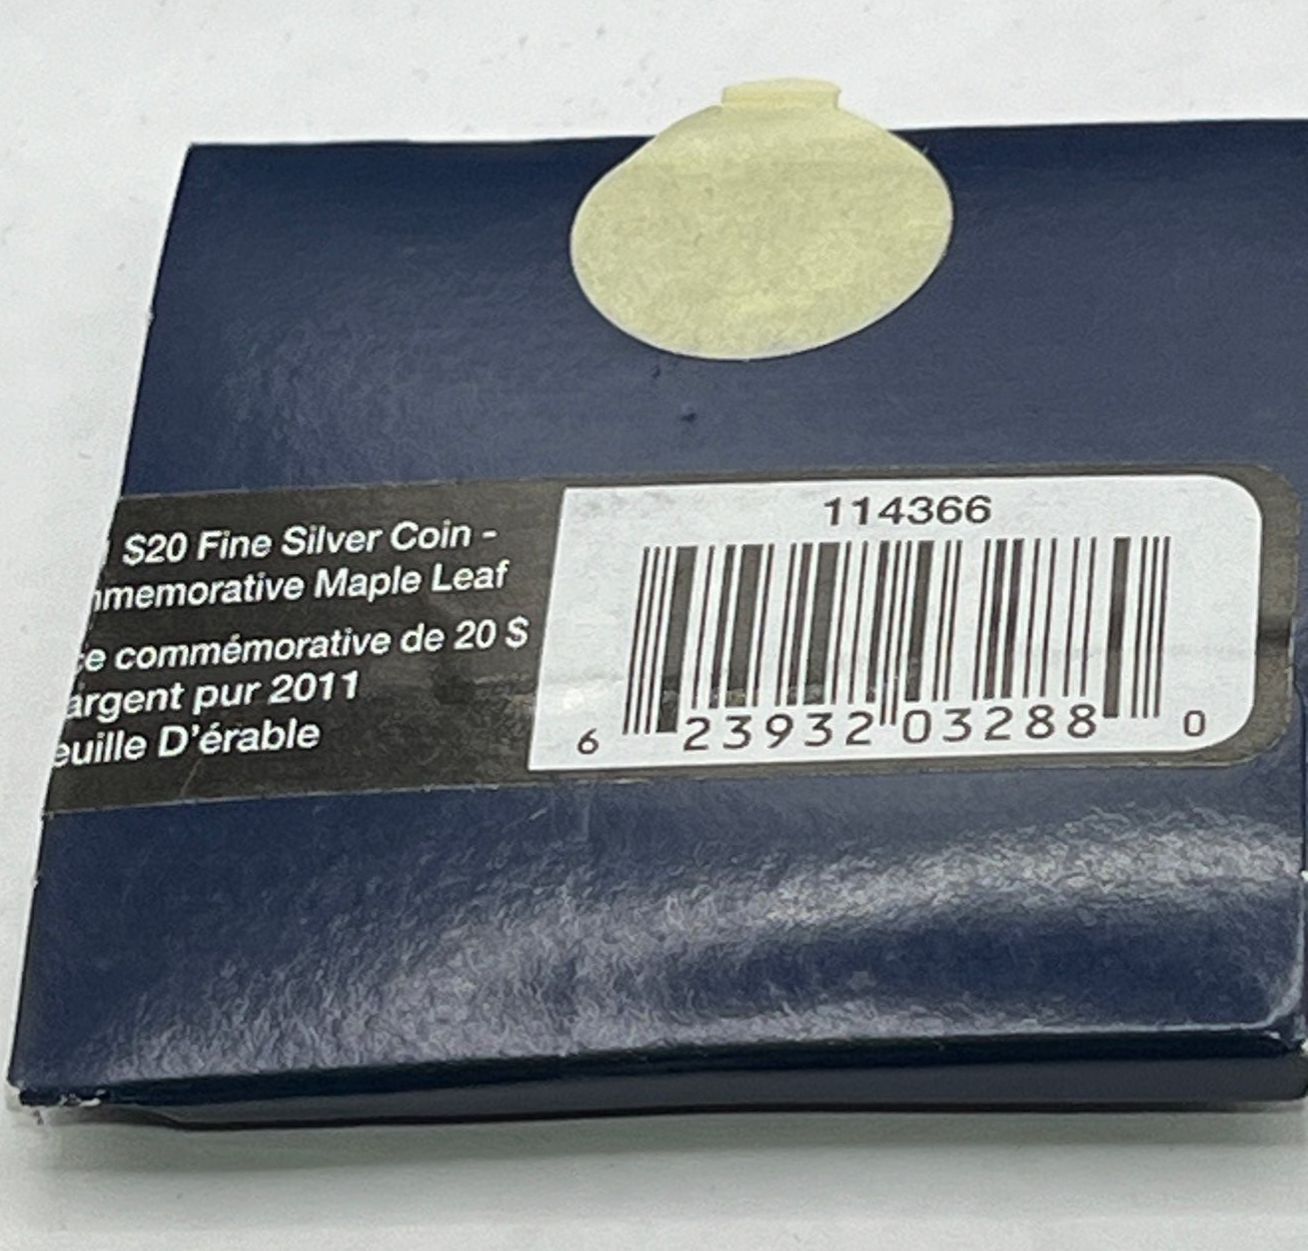 $20 Fine Silver Coin -
mmemorative Maple Leaf
ce commémorative de 20 $
argent pur 2011
euille D'érable
114366
6 23932 03288 0